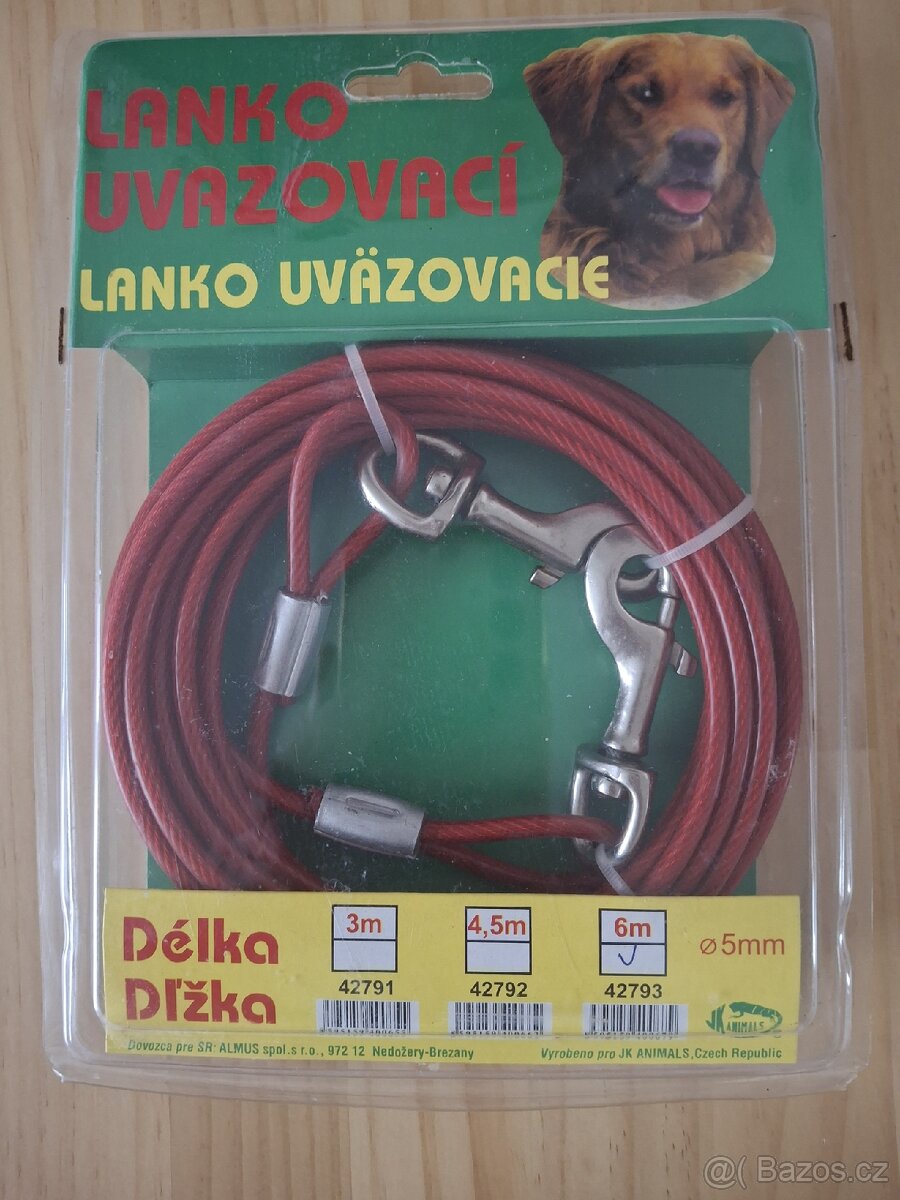 LANKO
UVAZOVACÍ
LANKO UVÄZOVACIE
Délka
Dĺžka
3m
4,5m
6m
ø5mm
42791
42792
42793
JK ANIMALS
Dovozca pre SR: ALMUS spol.s r.o., 972 12 Nedožery-Brezany
Vyrobeno pro JK ANIMALS,Czech Republic
@( Bazos.cz